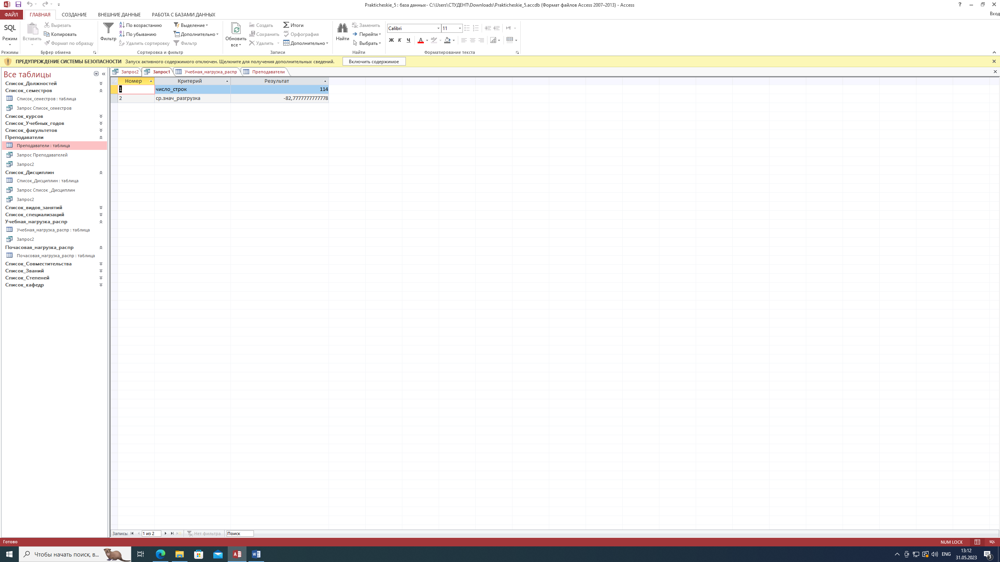 Prakticheskie_5 : база данных- C:\Users\СТУДЕНТ\Downloads\Prakticheskie_5.accdb (Формат файлов Access 2007–2013) - Access
ФАЙЛ ГЛАВНАЯ СОЗДАНИЕ ВНЕШНИЕ ДАННЫЕ РАБОТА С БАЗАМИ ДАННЫХ Вход
SQL
Режим
Режимы
Вставить
Вырезать
Копировать
Формат по образцу
Буфер обмена
Фильтр
По возрастанию
По убыванию
Удалить сортировку
Выделение
Дополнительно
Фильтр
Сортировка и фильтр
Обновить
все
Создать
Сохранить
Удалить
Итоги
Орфография
Дополнительно
Записи
Найти
Заменить
Перейти
Выбрать
Найти
Calibri 11
Ж К Ч А
Форматирование текста
ПРЕДУПРЕЖДЕНИЕ СИСТЕМЫ БЕЗОПАСНОСТИ Запуск активного содержимого отключен. Щелкните для получения дополнительных сведений. Включить содержимое
Все таблицы
Список_Должностей
Список_семестров
Список_семестров : таблица
Запрос Список_семестров
Список_курсов
Список_Учебных_годов
Список_факультетов
Преподаватели
Преподаватели : таблица
Запрос Преподавателей
Запрос2
Список_Дисциплин
Список_Дисциплин : таблица
Запрос Список _Дисциплин
Запрос2
Список_видов_занятий
Список_специализаций
Учебная_нагрузка_распр
Учебная_нагрузка_распр : таблица
Запрос2
Почасовая_нагрузка_распр
Почасовая_нагрузка_распр : таблица
Список_Совместительства
Список_Званий
Список_Степеней
Список_кафедр
Запрос2 Запрос1 Учебная_нагрузка_распр Преподаватели
Номер Критерий Результат
1 число_строк 114
2 ср.знач_разгрузка -82,7777777777778
Запись: 1 из 2 Нет фильтра Поиск
Готово NUM LOCK SQL
Чтобы начать поиск, в... ENG 13:12
31.05.2023 3